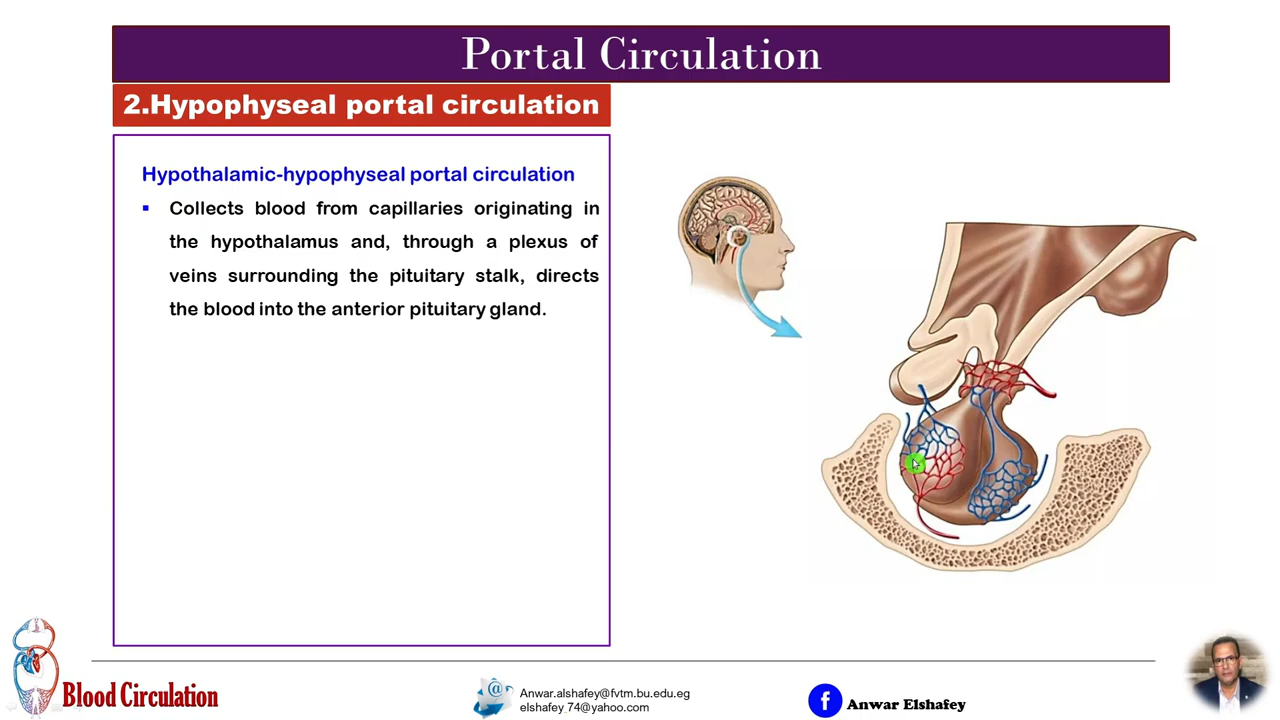 Portal Circulation
2.Hypophyseal portal circulation
Hypothalamic-hypophyseal portal circulation
▪ Collects blood from capillaries originating in
the hypothalamus and, through a plexus of
veins surrounding the pituitary stalk, directs
the blood into the anterior pituitary gland.
Blood Circulation
@
Anwar.alshafey@fvtm.bu.edu.eg
elshafey_74@yahoo.com
f
Anwar Elshafey